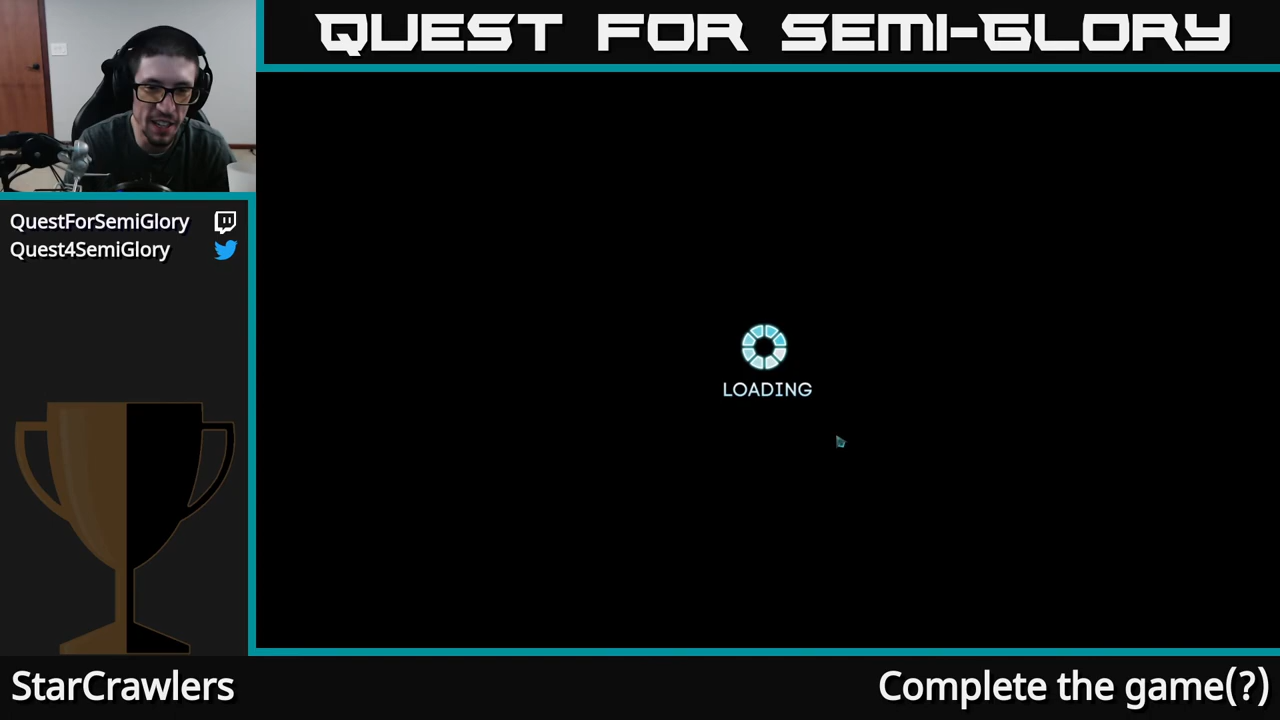 QUEST FOR SEMI-GLORY
QuestForSemiGlory
Quest4SemiGlory
LOADING
StarCrawlers
Complete the game(?)